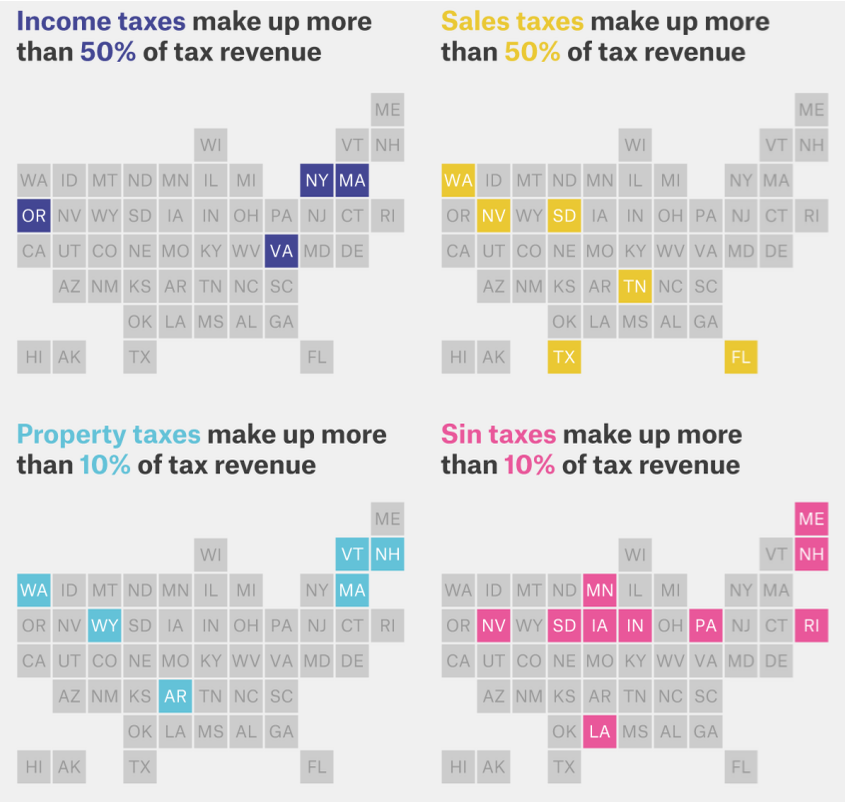 Income taxes make up more
than 50% of tax revenue
ME
WI VT NH
WA ID MT ND MN IL MI NY MA
OR NV WY SD IA IN OH PA NJ CT RI
CA UT CO NE MO KY WV VA MD DE
AZ NM KS AR TN NC SC
OK LA MS AL GA
HI AK TX FL
Sales taxes make up more
than 50% of tax revenue
ME
WI VT NH
WA ID MT ND MN IL MI NY MA
OR NV WY SD IA IN OH PA NJ CT RI
CA UT CO NE MO KY WV VA MD DE
AZ NM KS AR TN NC SC
OK LA MS AL GA
HI AK TX FL
Property taxes make up more
than 10% of tax revenue
ME
WI VT NH
WA ID MT ND MN IL MI NY MA
OR NV WY SD IA IN OH PA NJ CT RI
CA UT CO NE MO KY WV VA MD DE
AZ NM KS AR TN NC SC
OK LA MS AL GA
HI AK TX FL
Sin taxes make up more
than 10% of tax revenue
ME
WI VT NH
WA ID MT ND MN IL MI NY MA
OR NV WY SD IA IN OH PA NJ CT RI
CA UT CO NE MO KY WV VA MD DE
AZ NM KS AR TN NC SC
OK LA MS AL GA
HI AK TX FL